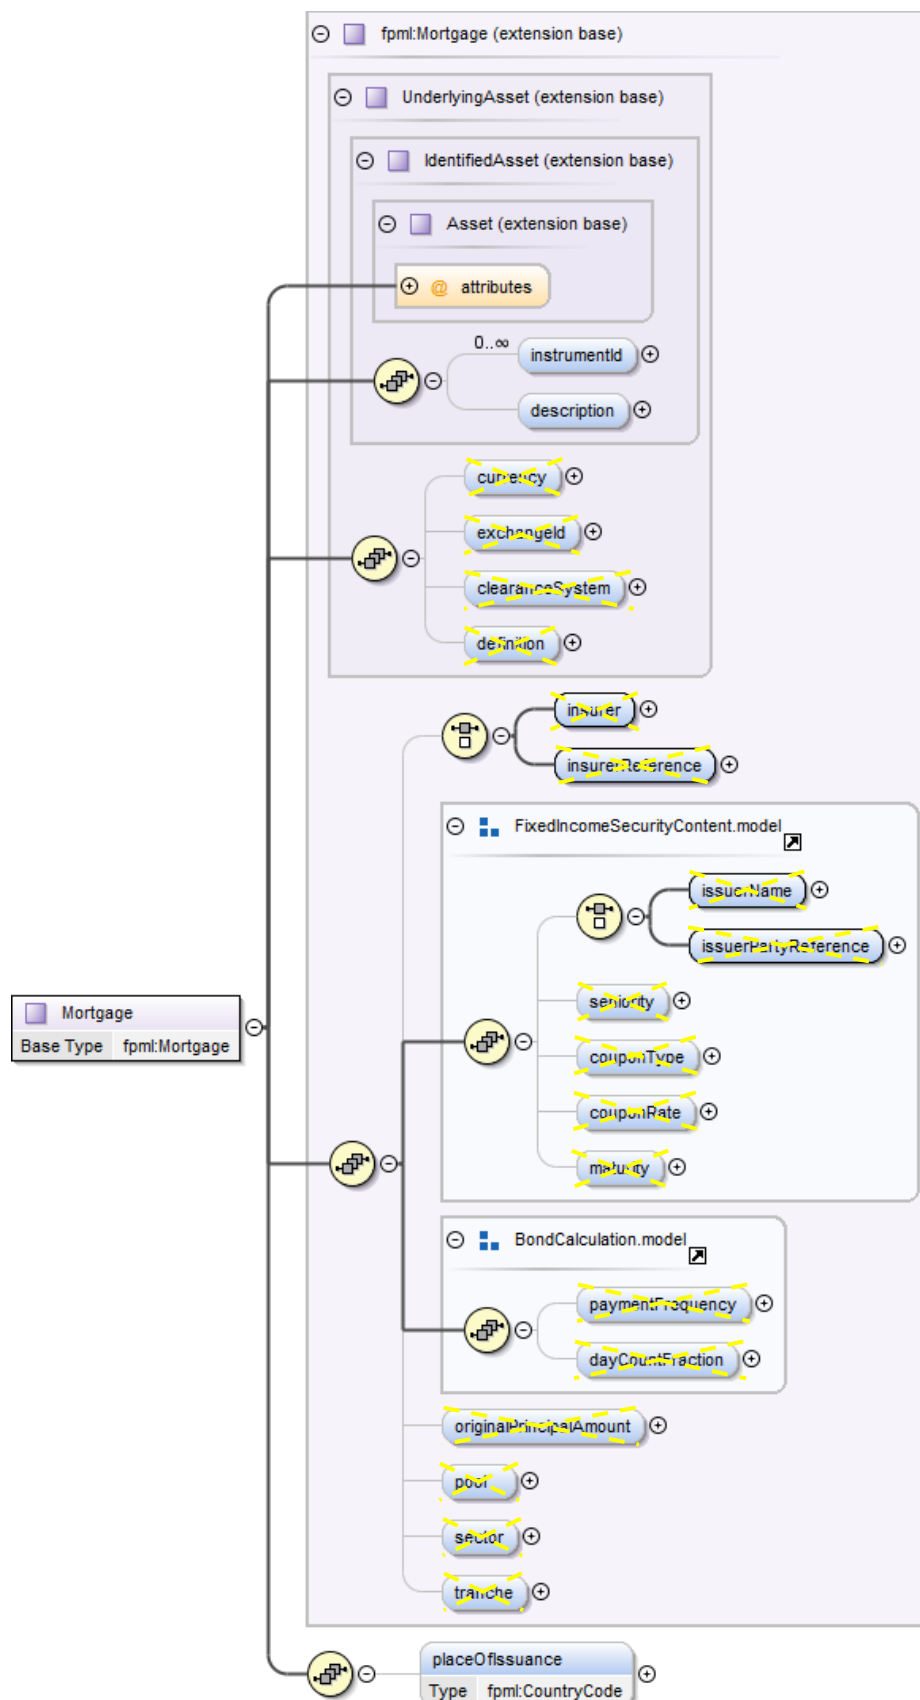 fpml:Mortgage (extension base)
UnderlyingAsset (extension base)
IdentifiedAsset (extension base)
Asset (extension base)
@ attributes
0..∞
instrumentId
description
currency
exchangeId
clearanceSystem
definition
insurer
insurerReference
FixedIncomeSecurityContent.model
issuerName
issuerPartyReference
Mortgage
Base Type fpml:Mortgage
seniority
couponType
couponRate
maturity
BondCalculation.model
paymentFrequency
dayCountFraction
originalPrincipalAmount
pool
sector
tranche
placeOfIssuance
Type fpml:CountryCode